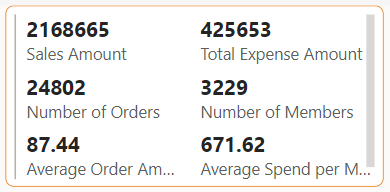 2168665 425653
Sales Amount Total Expense Amount
24802 3229
Number of Orders Number of Members
87.44 671.62
Average Order Am... Average Spend per M...